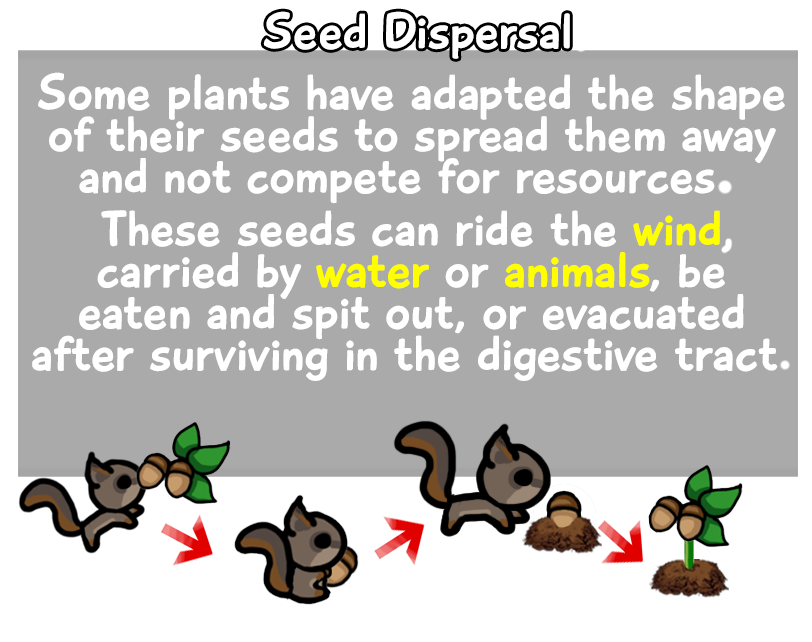 Seed Dispersal
Some plants have adapted the shape
of their seeds to spread them away
and not compete for resources.
These seeds can ride the wind,
carried by water or animals, be
eaten and spit out, or evacuated
after surviving in the digestive tract.